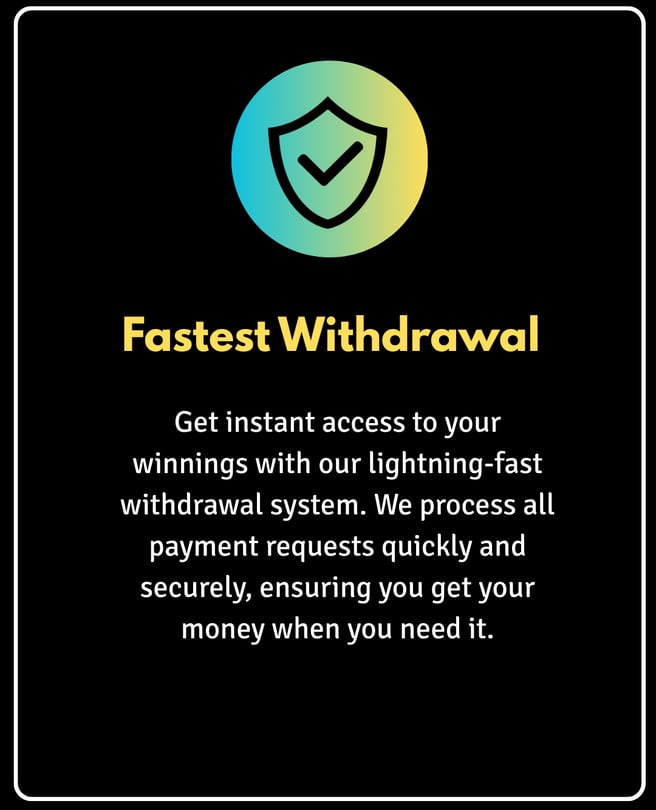 Fastest Withdrawal
Get instant access to your
winnings with our lightning-fast
withdrawal system. We process all
payment requests quickly and
securely, ensuring you get your
money when you need it.